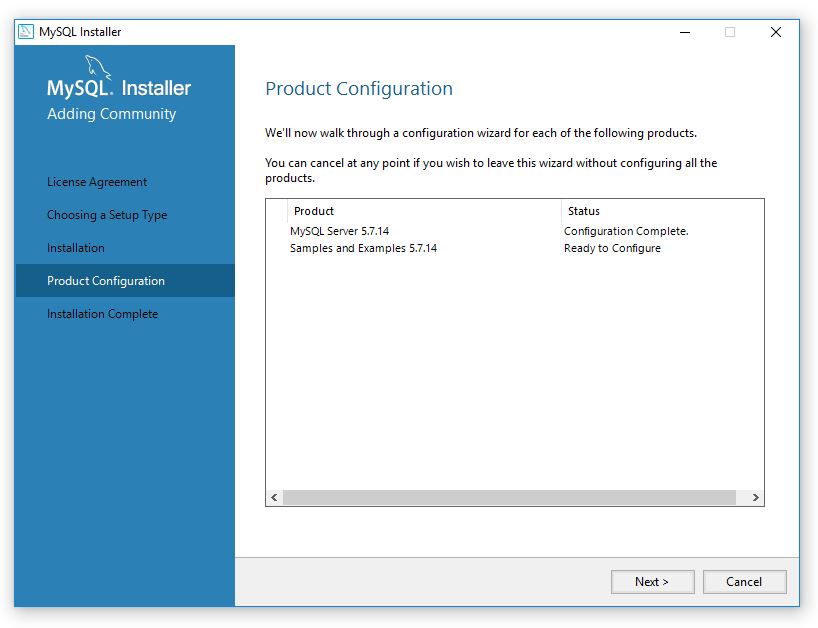 MySQL Installer
MySQL. Installer
Adding Community
License Agreement
Choosing a Setup Type
Installation
Product Configuration
Installation Complete
Product Configuration
We'll now walk through a configuration wizard for each of the following products.
You can cancel at any point if you wish to leave this wizard without configuring all the
products.
Product Status
MySQL Server 5.7.14 Configuration Complete.
Samples and Examples 5.7.14 Ready to Configure
Next > Cancel